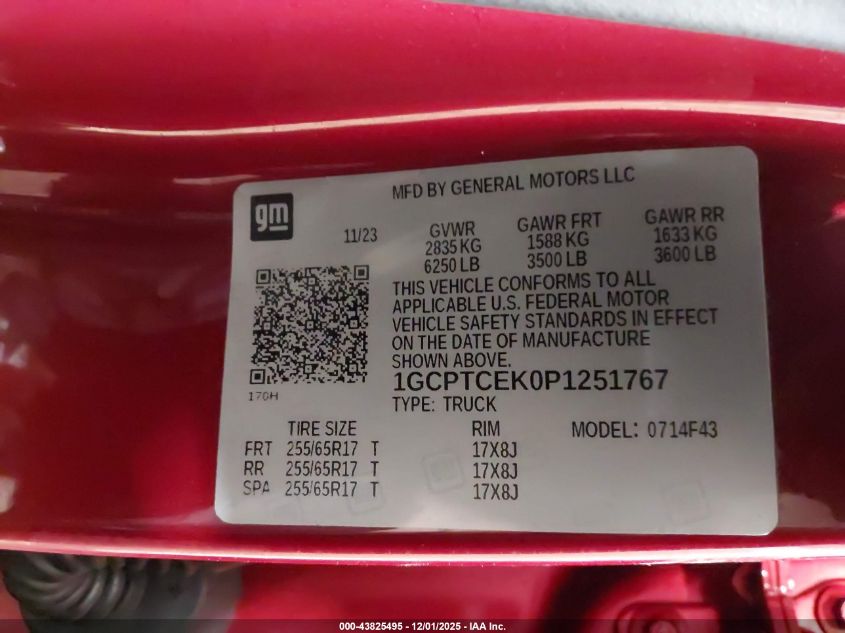 MFD BY GENERAL MOTORS LLC
gm
11/23
GVWR GAWR FRT GAWR RR
2835 KG 1588 KG 1633 KG
6250 LB 3500 LB 3600 LB
THIS VEHICLE CONFORMS TO ALL
APPLICABLE U.S. FEDERAL MOTOR
VEHICLE SAFETY STANDARDS IN EFFECT
ON THE DATE OF MANUFACTURE
SHOWN ABOVE.
170H
1GCPTCEK0P1251767
TYPE: TRUCK
TIRE SIZE RIM MODEL: 0714F43
FRT 255/65R17 T 17X8J
RR 255/65R17 T 17X8J
SPA 255/65R17 T 17X8J
000-43825495 - 12/01/2025 - IAA Inc.